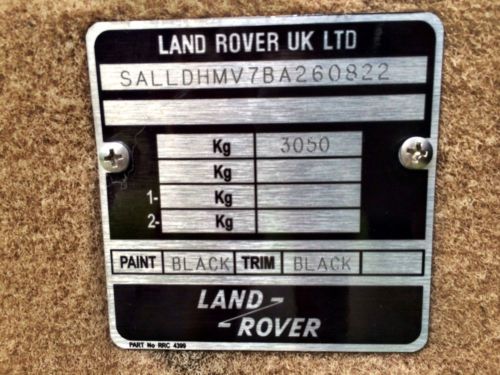 LAND ROVER UK LTD
SALLDHMV7BA260822
Kg 3050
Kg
1- Kg
2- Kg
PAINT BLACK TRIM BLACK
LAND-
-ROVER
PART No RRC 4399